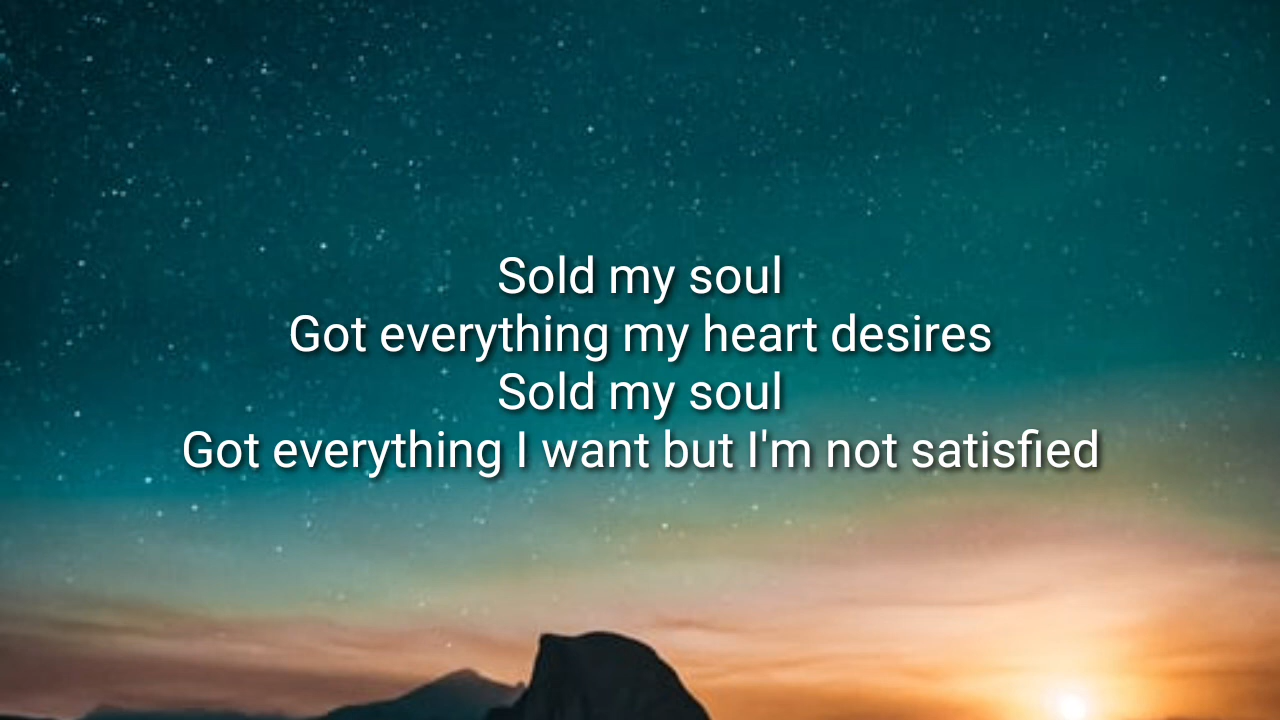 Sold my soul
Got everything my heart desires
Sold my soul
Got everything I want but I'm not satisfied